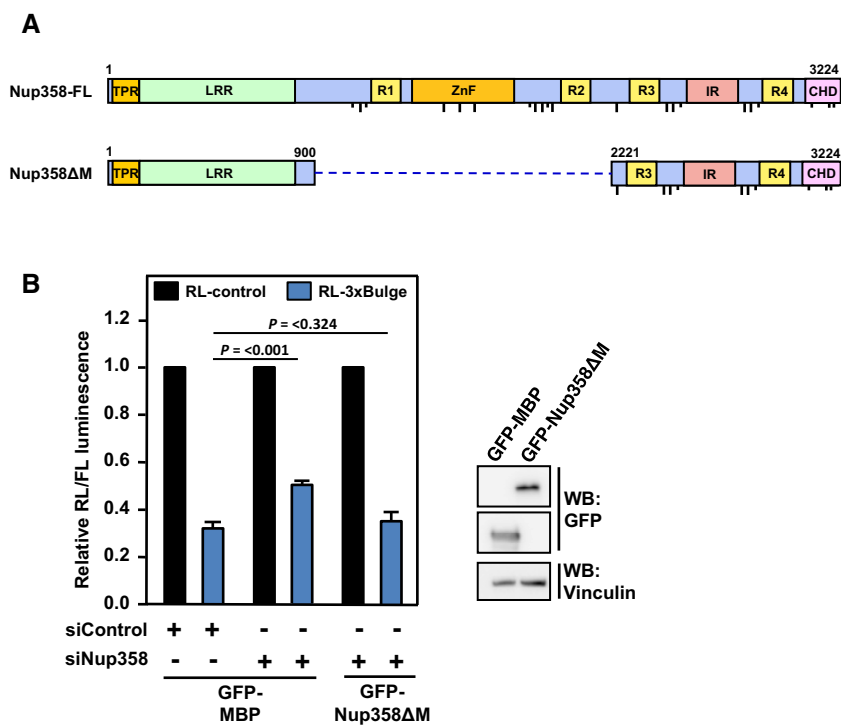 A
1 3224
Nup358-FL TPR LRR R1 ZnF R2 R3 IR R4 CHD
1 900 2221 3224
Nup358ΔM TPR LRR R3 IR R4 CHD
B
RL-control RL-3xBulge
P = <0.324
P = <0.001
Relative RL/FL luminescence
1.2
1.0
0.8
0.6
0.4
0.2
0.0
siControl + + - - - -
siNup358 - - + + + +
GFP-
MBP
GFP-
Nup358ΔM
GFP-MBP
GFP-Nup358ΔM
WB:
GFP
WB:
Vinculin